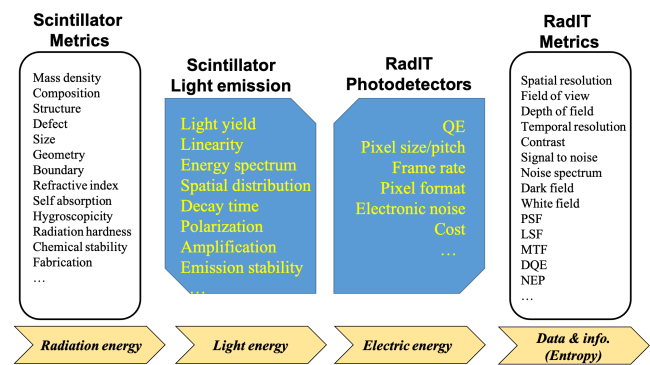 Scintillator
Metrics
Mass density
Composition
Structure
Defect
Size
Geometry
Boundary
Refractive index
Self absorption
Hygroscopicity
Radiation hardness
Chemical stability
Fabrication
…
Scintillator
Light emission
Light yield
Linearity
Energy spectrum
Spatial distribution
Decay time
Polarization
Amplification
Emission stability
…
RadIT
Photodetectors
QE
Pixel size/pitch
Frame rate
Pixel format
Electronic noise
Cost
…
RadIT
Metrics
Spatial resolution
Field of view
Depth of field
Temporal resolution
Contrast
Signal to noise
Noise spectrum
Dark field
White field
PSF
LSF
MTF
DQE
NEP
…
Radiation energy
Light energy
Electric energy
Data & info.
(Entropy)